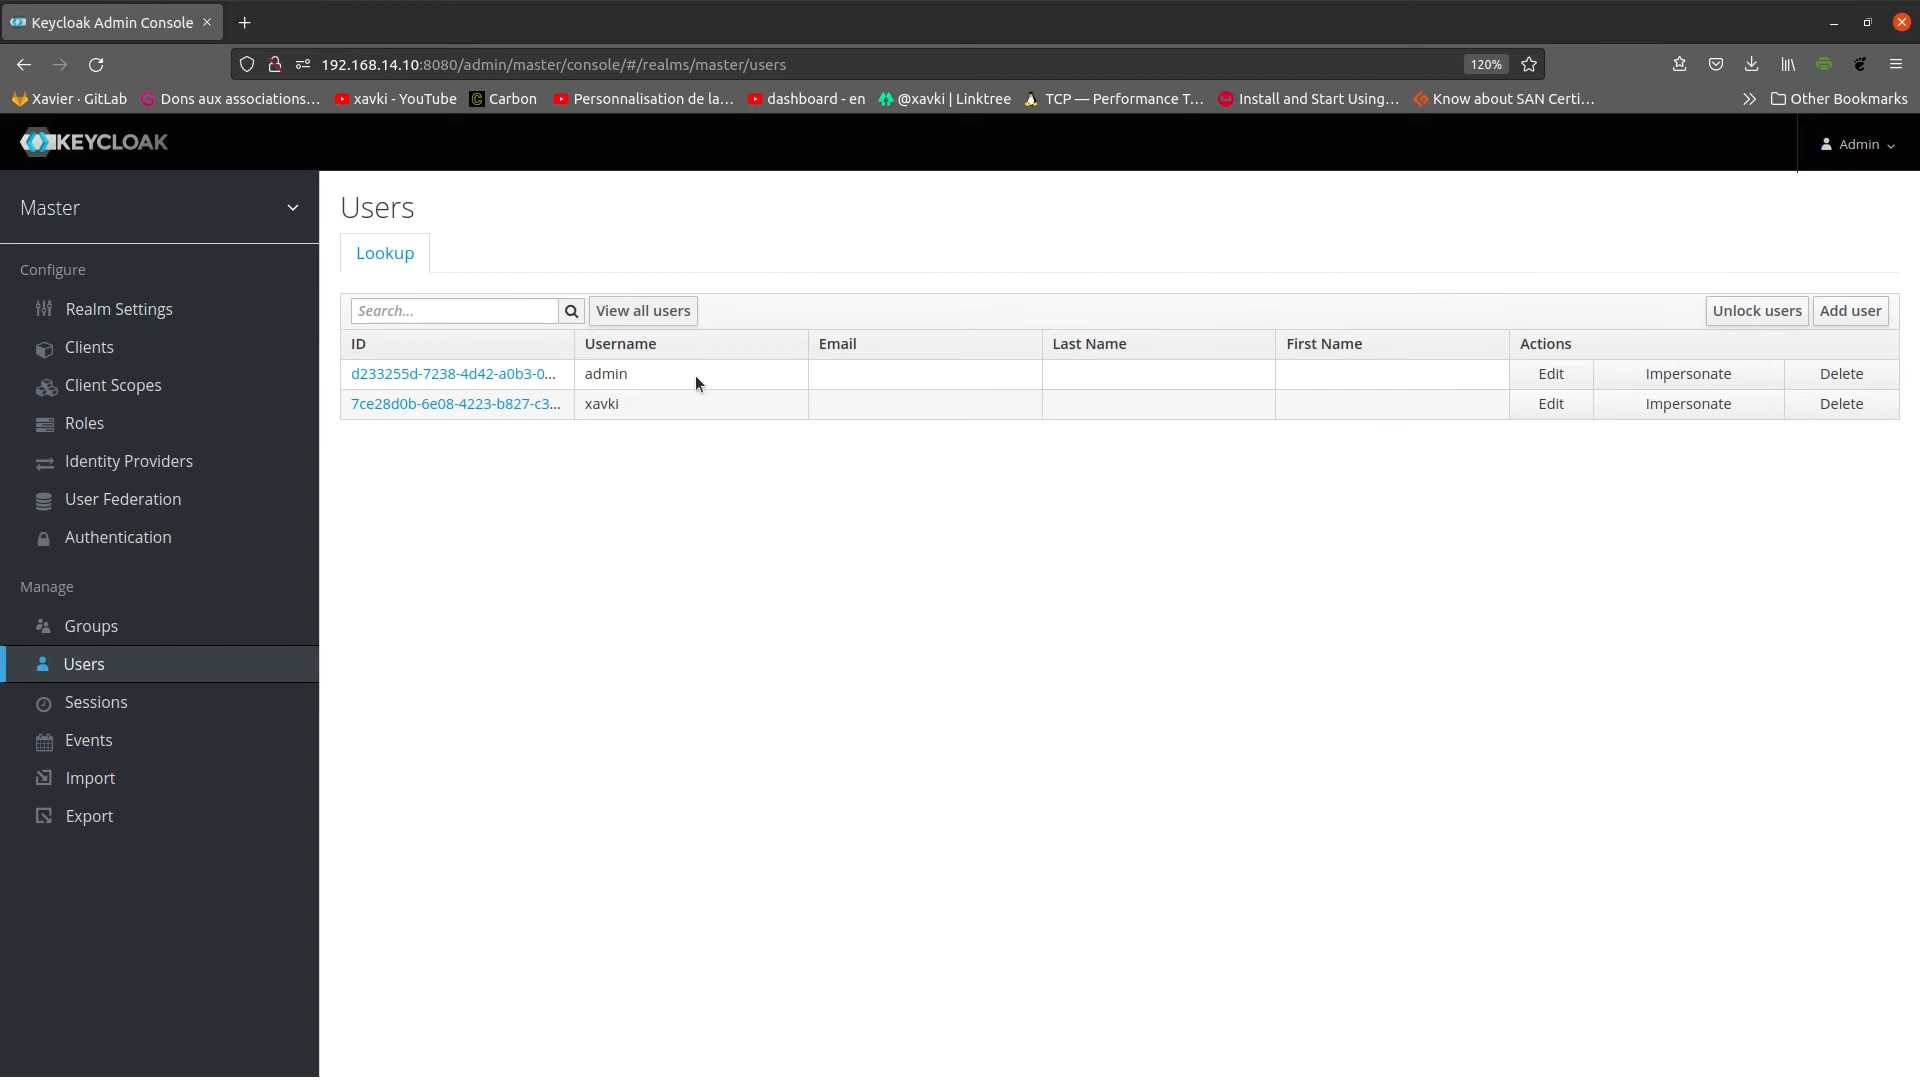 Keycloak Admin Console
192.168.14.10:8080/admin/master/console/#/realms/master/users
120%
Xavier · GitLab Dons aux associations… xavki - YouTube Carbon Personnalisation de la… dashboard - en @xavki | Linktree TCP — Performance T… Install and Start Using… Know about SAN Certi… Other Bookmarks
KEYCLOAK
Admin
Master
Configure
Realm Settings
Clients
Client Scopes
Roles
Identity Providers
User Federation
Authentication
Manage
Groups
Users
Sessions
Events
Import
Export
Users
Lookup
Search... View all users Unlock users Add user
ID Username Email Last Name First Name Actions
d233255d-7238-4d42-a0b3-0... admin Edit Impersonate Delete
7ce28d0b-6e08-4223-b827-c3... xavki Edit Impersonate Delete